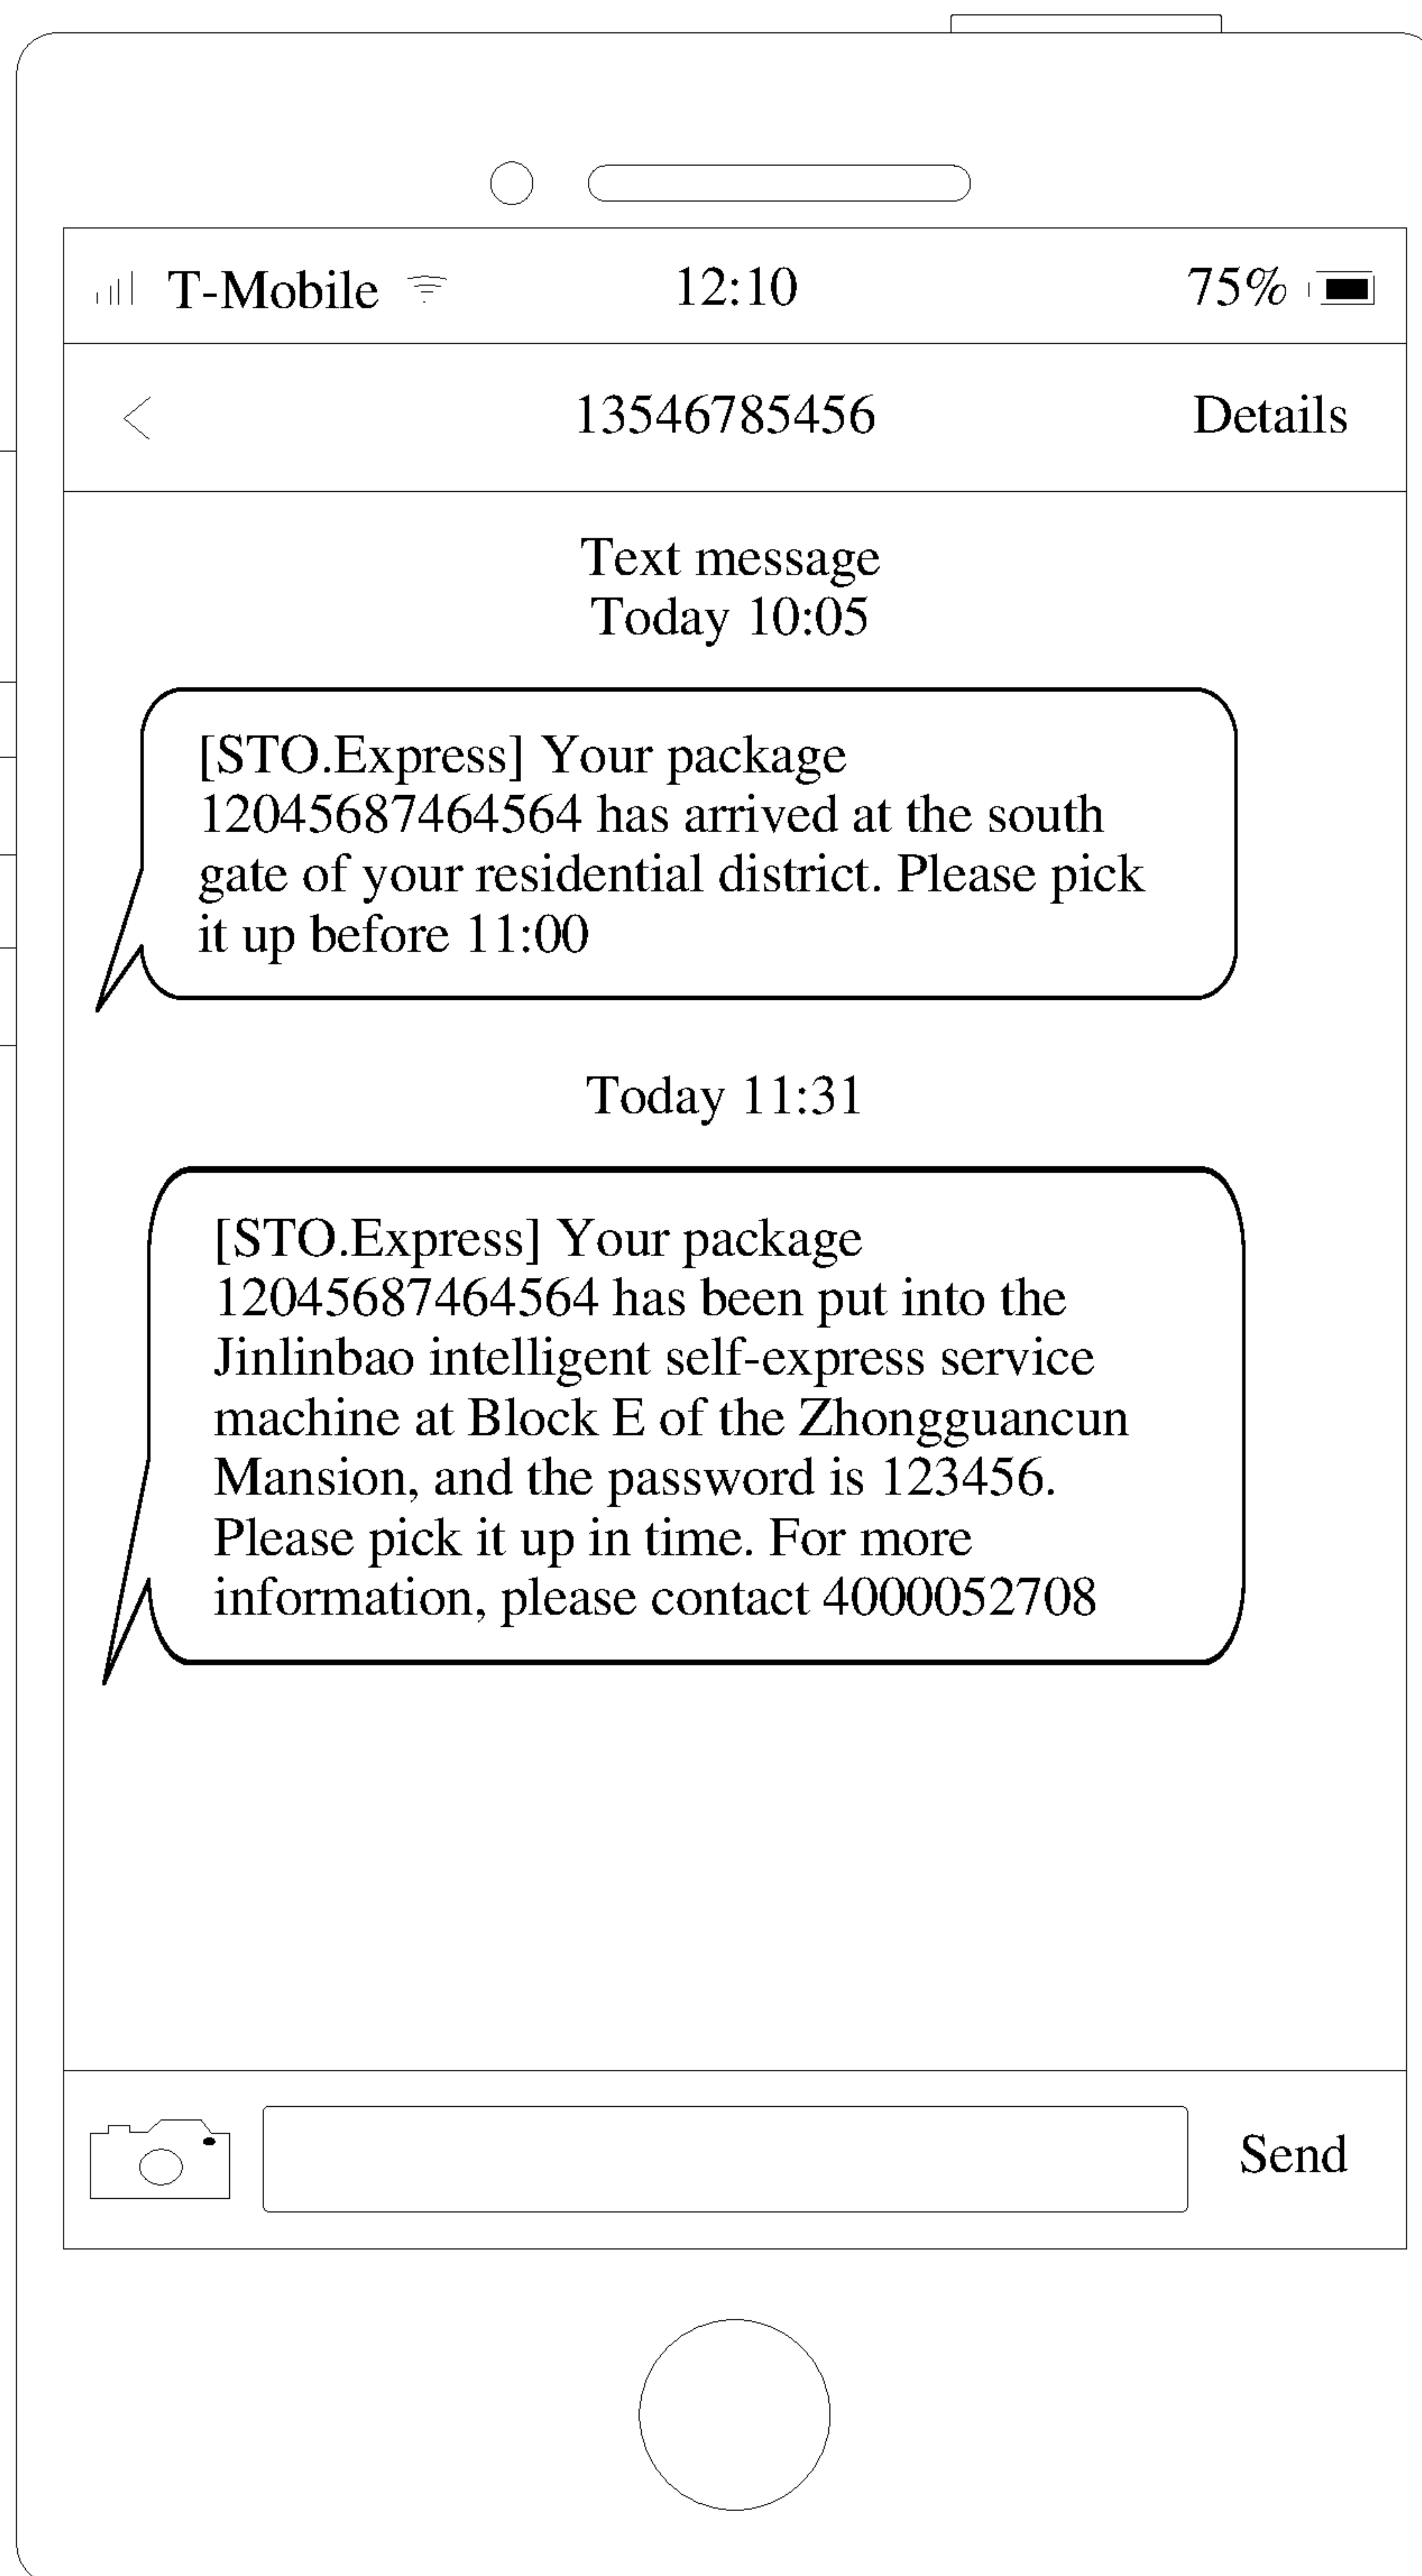 T-Mobile 12:10 75%
< 13546785456 Details
Text message
Today 10:05
[STO.Express] Your package
12045687464564 has arrived at the south
gate of your residential district. Please pick
it up before 11:00
Today 11:31
[STO.Express] Your package
12045687464564 has been put into the
Jinlinbao intelligent self-express service
machine at Block E of the Zhongguancun
Mansion, and the password is 123456.
Please pick it up in time. For more
information, please contact 4000052708
Send